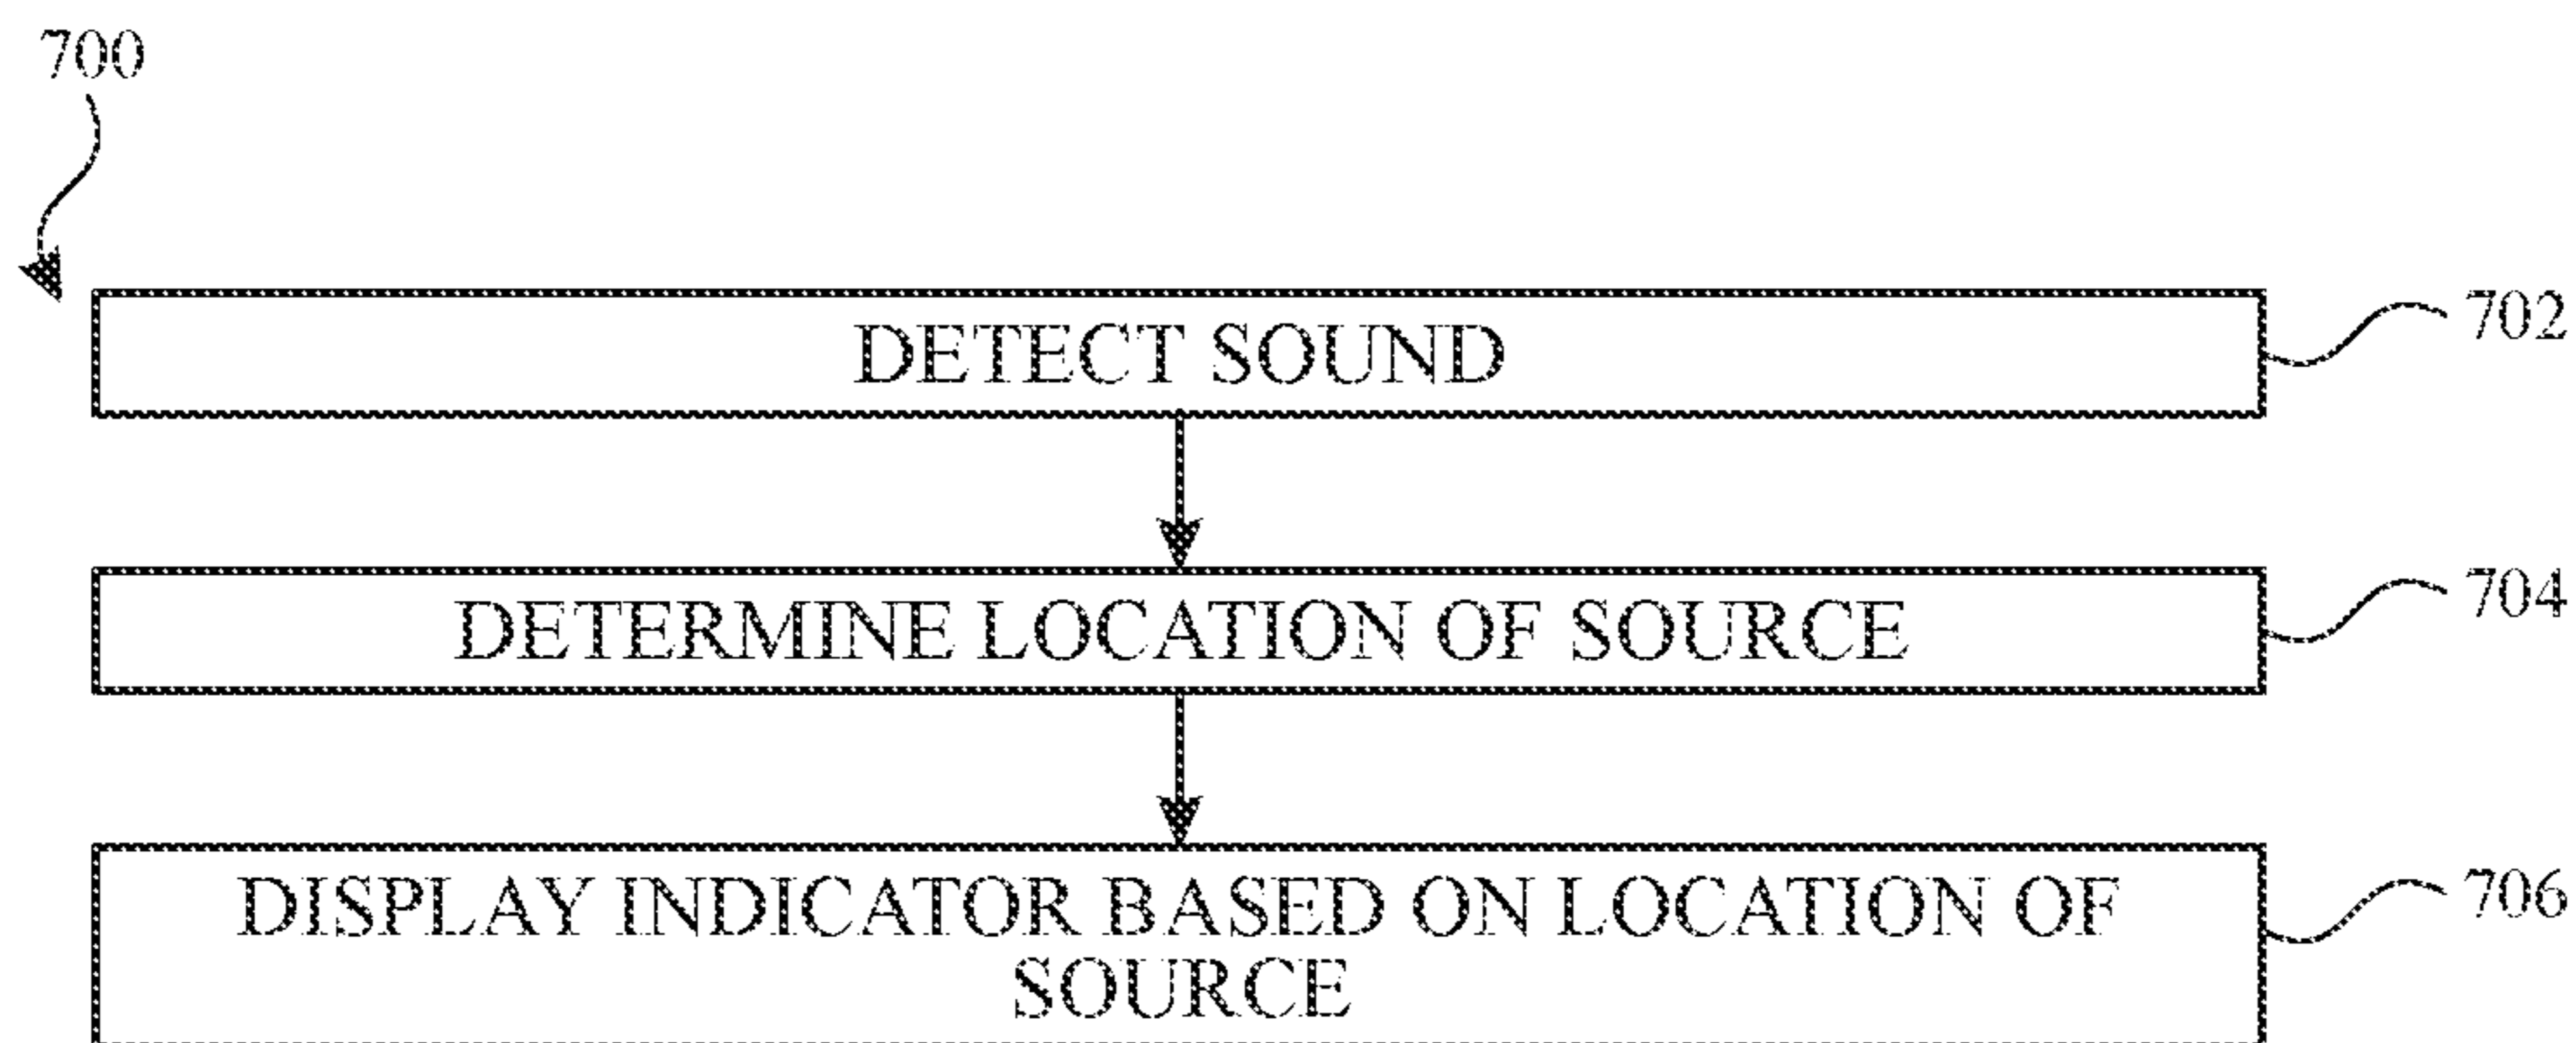 700
DETECT SOUND
702
DETERMINE LOCATION OF SOURCE
704
DISPLAY INDICATOR BASED ON LOCATION OF
SOURCE
706